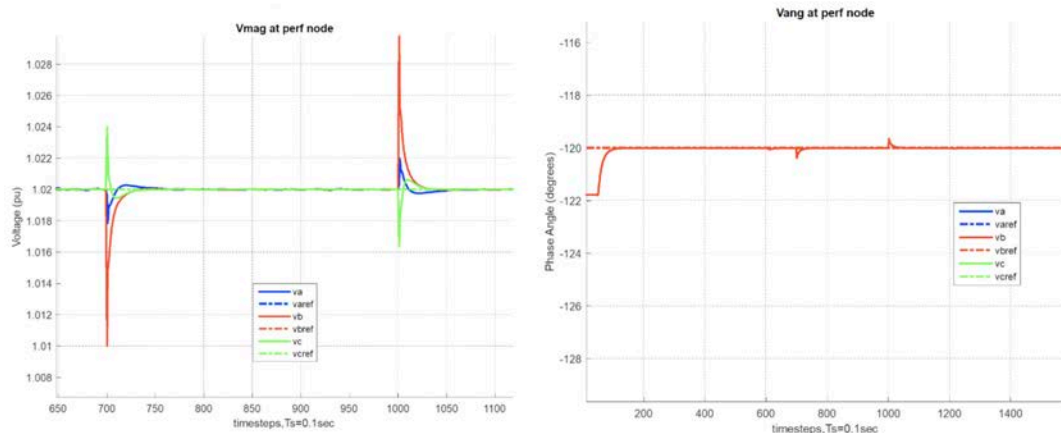 Vmag at perf node
1.028
1.026
1.024
1.022
1.02
1.018
1.016
1.014
1.012
1.01
1.008
Voltage (pu)
va
varef
vb
vbref
vc
vcref
650 700 750 800 850 900 950 1000 1050 1100
timesteps,Ts=0.1sec
Vang at perf node
-116
-118
-120
-122
-124
-126
-128
Phase Angle (degrees)
va
varef
vb
vbref
vc
vcref
200 400 600 800 1000 1200 1400
timesteps,Ts=0.1sec